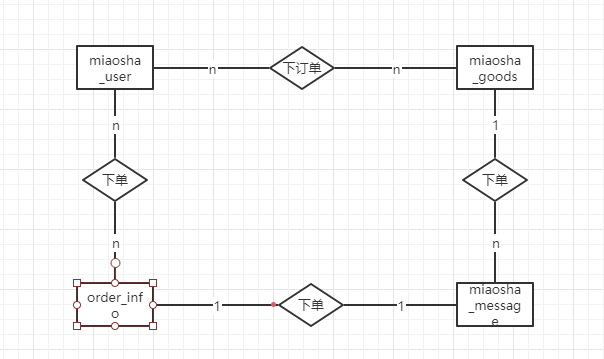 miaosha
_user
n
下订单
n
miaosha
_goods
n
1
下单
下单
n
n
order_inf
o
1
下单
1
miaosha
_messag
e